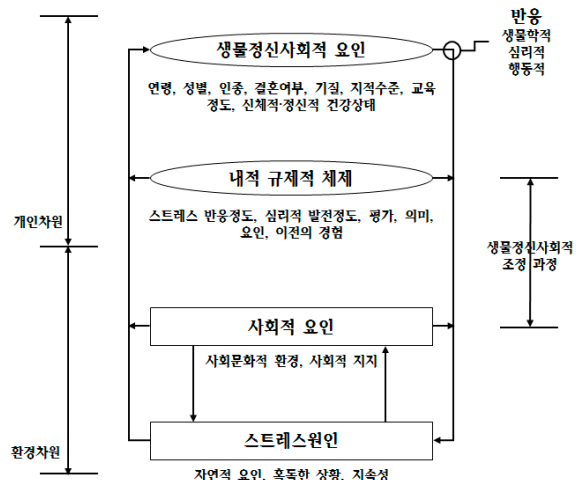 반응
생물학적
심리적
행동적
생물정신사회적 요인
연령, 성별, 인종, 결혼여부, 기질, 지적수준, 교육
정도, 신체적·정신적 건강상태
내적 규제적 체제
스트레스 반응정도, 심리적 발전정도, 평가, 의미,
요인, 이전의 경험
개인차원
생물정신사회적
조정 과정
사회적 요인
사회문화적 환경, 사회적 지지
스트레스원인
환경차원
자연적 요인, 혹독한 상황, 지속성